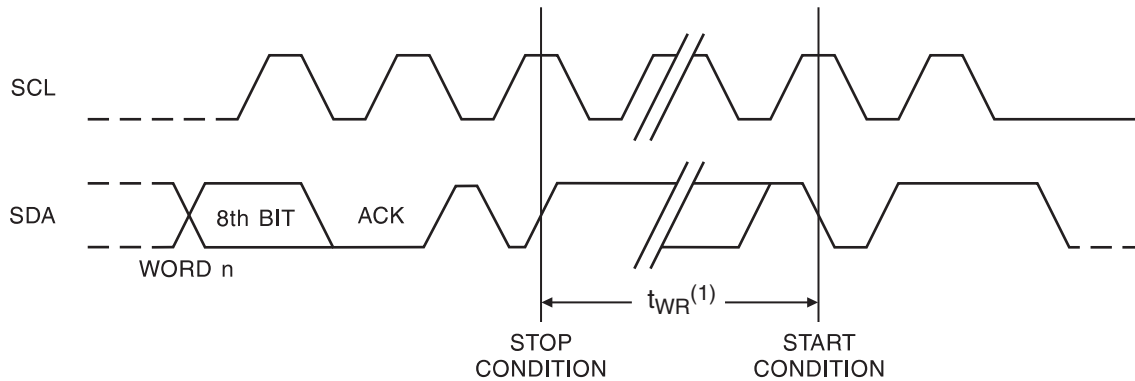 SCL
SDA
8th BIT
ACK
WORD n
tWR(1)
STOP
CONDITION
START
CONDITION